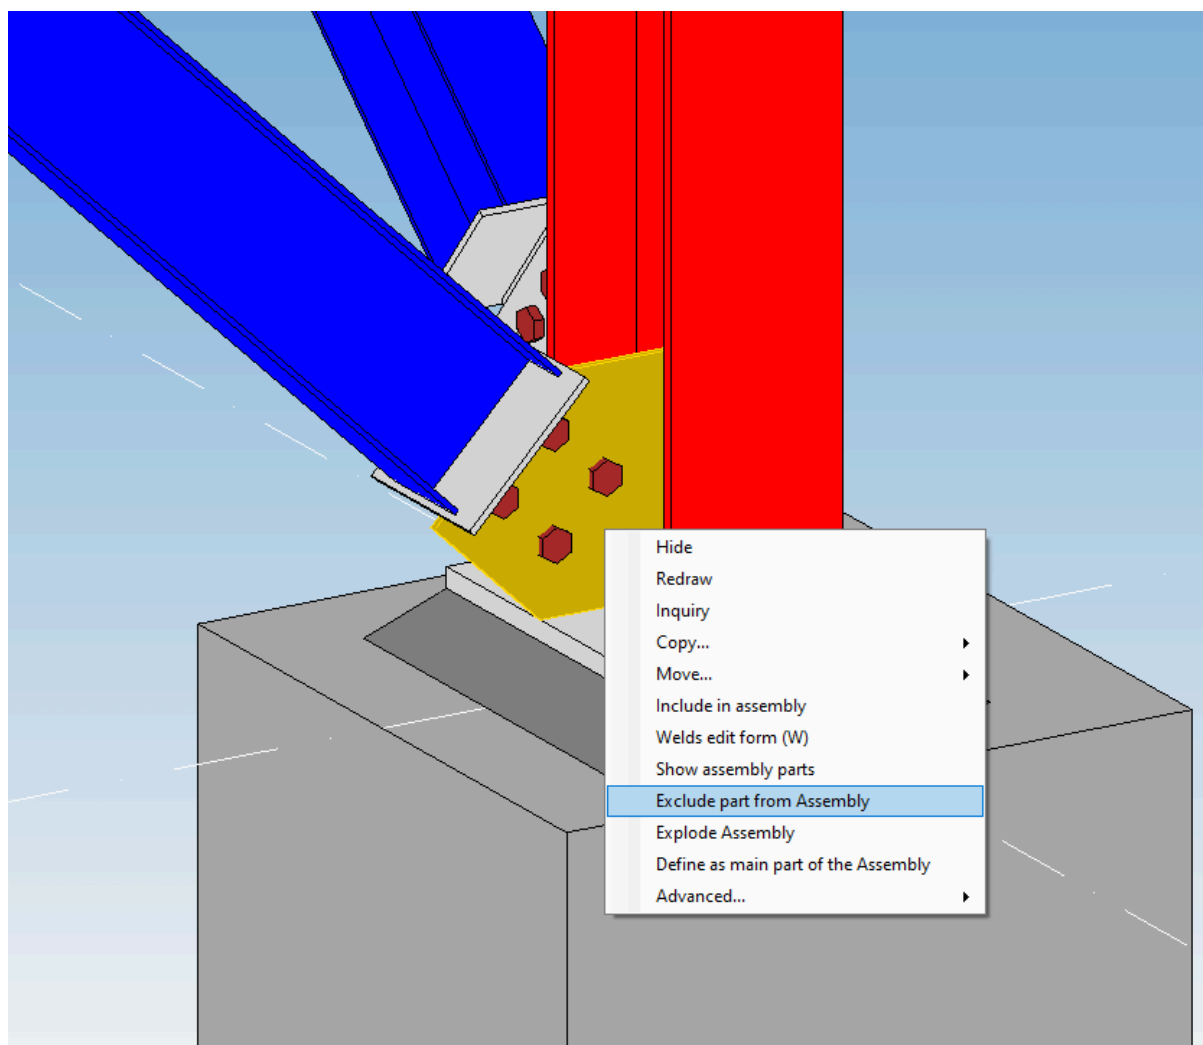 Hide
Redraw
Inquiry
Copy...
Move...
Include in assembly
Welds edit form (W)
Show assembly parts
Exclude part from Assembly
Explode Assembly
Define as main part of the Assembly
Advanced...